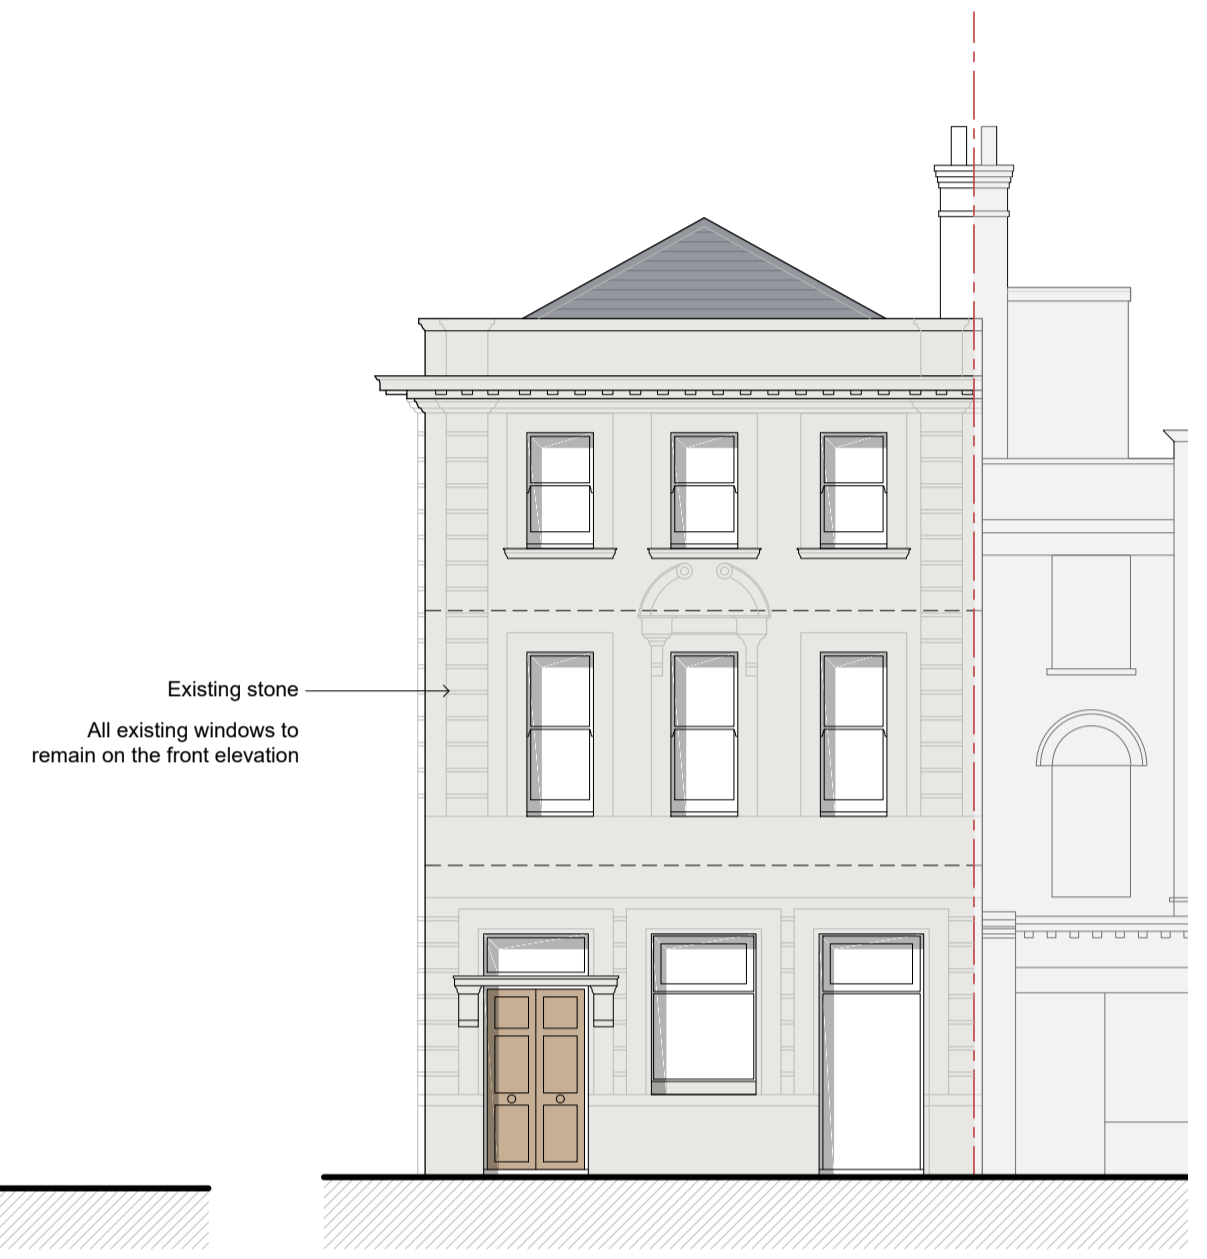 Existing stone
All existing windows to
remain on the front elevation